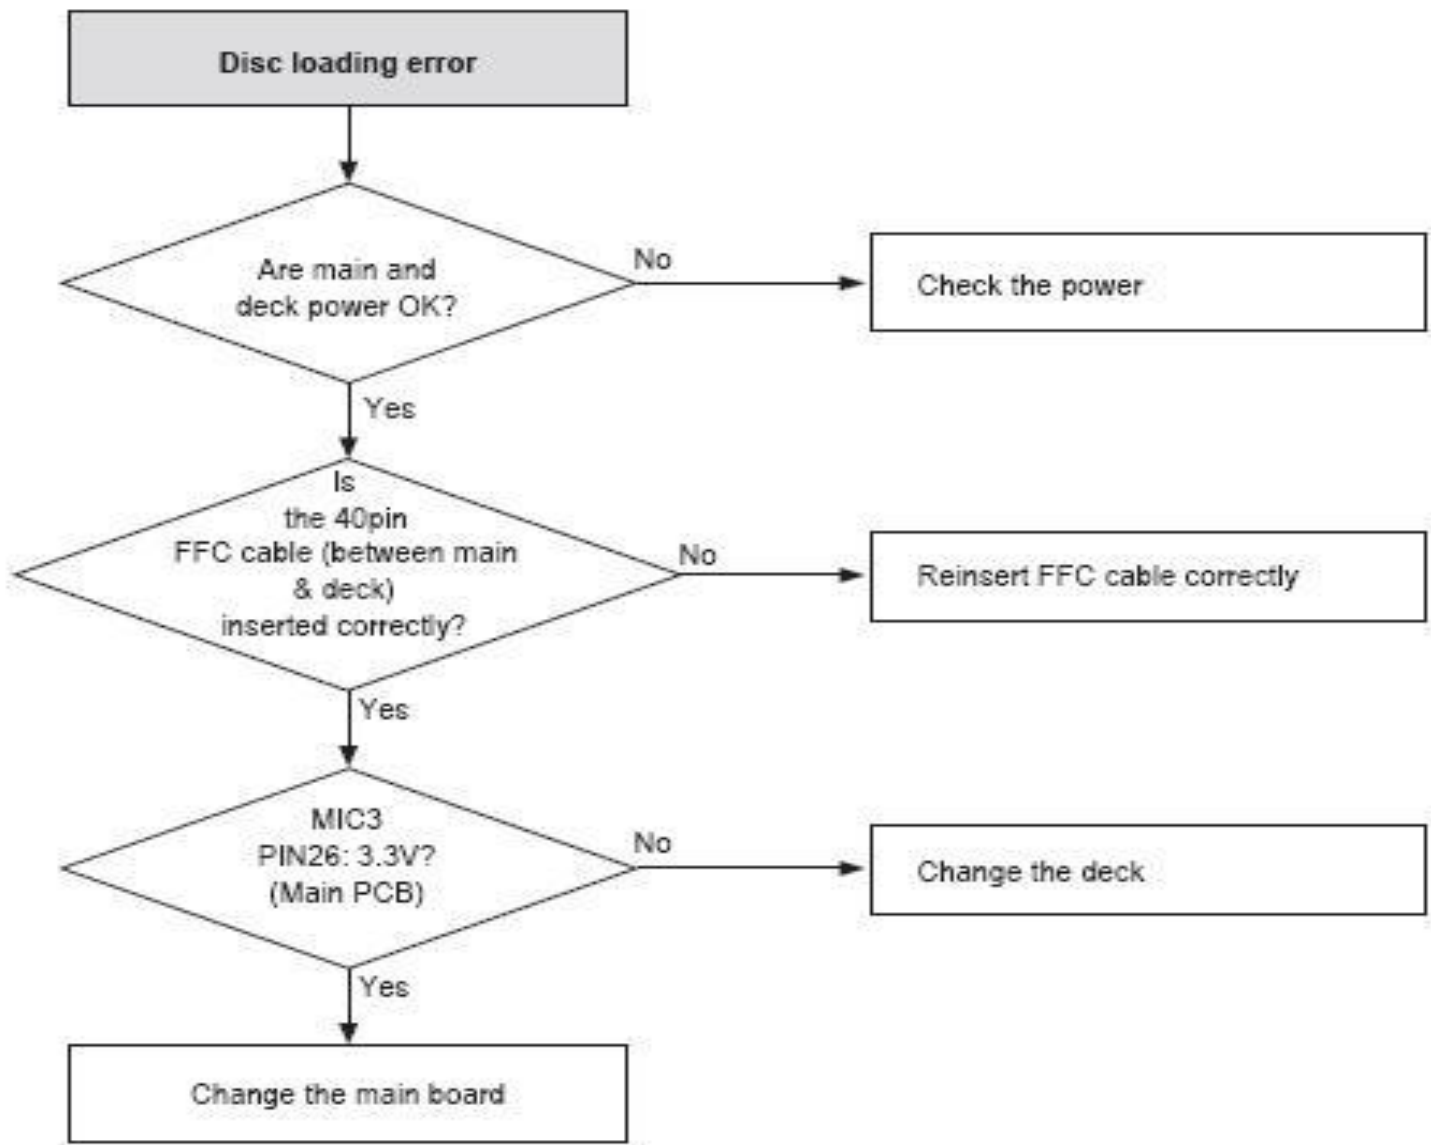 Disc loading error
Are main and
deck power OK?
No
Check the power
Yes
Is
the 40pin
FFC cable (between main
& deck)
inserted correctly?
No
Reinsert FFC cable correctly
Yes
MIC3
PIN26: 3.3V?
(Main PCB)
No
Change the deck
Yes
Change the main board